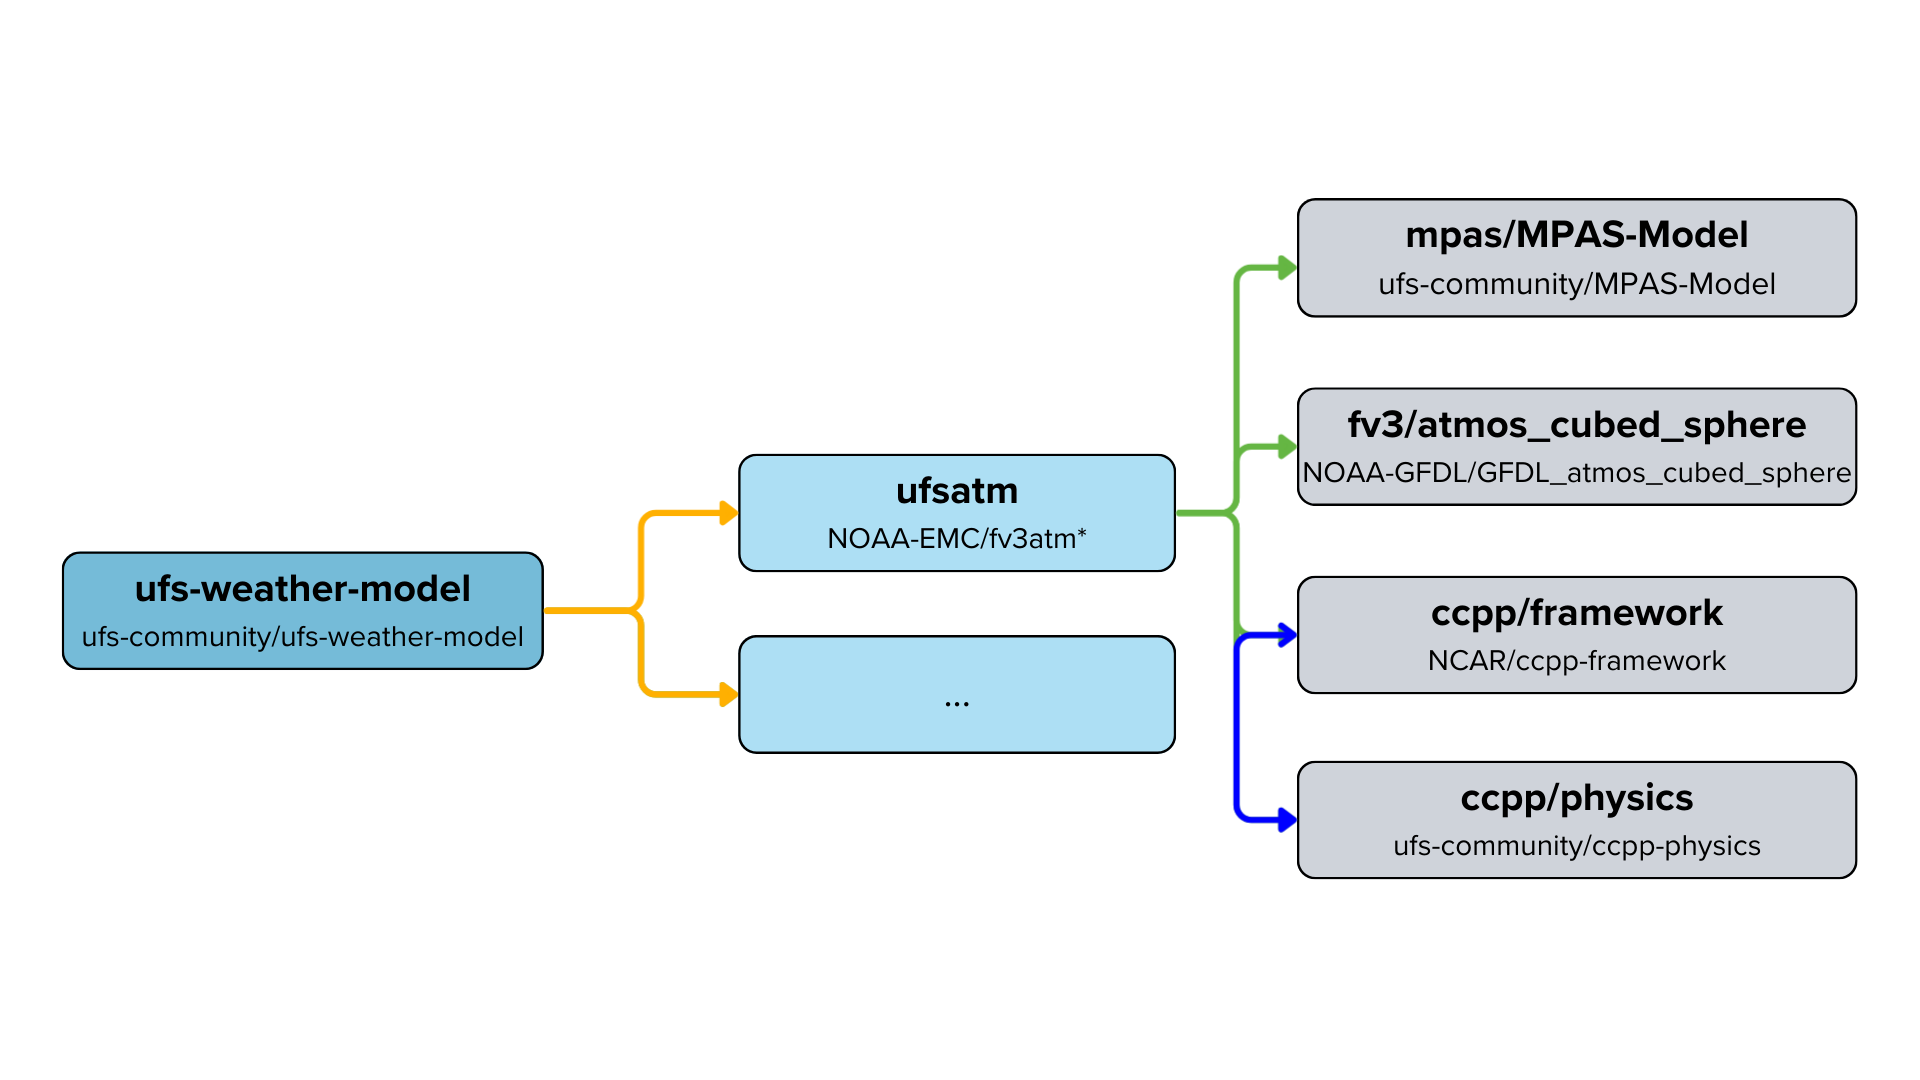 ufs-weather-model
ufs-community/ufs-weather-model
ufsatm
NOAA-EMC/fv3atm*
...
mpas/MPAS-Model
ufs-community/MPAS-Model
fv3/atmos_cubed_sphere
NOAA-GFDL/GFDL_atmos_cubed_sphere
ccpp/framework
NCAR/ccpp-framework
ccpp/physics
ufs-community/ccpp-physics